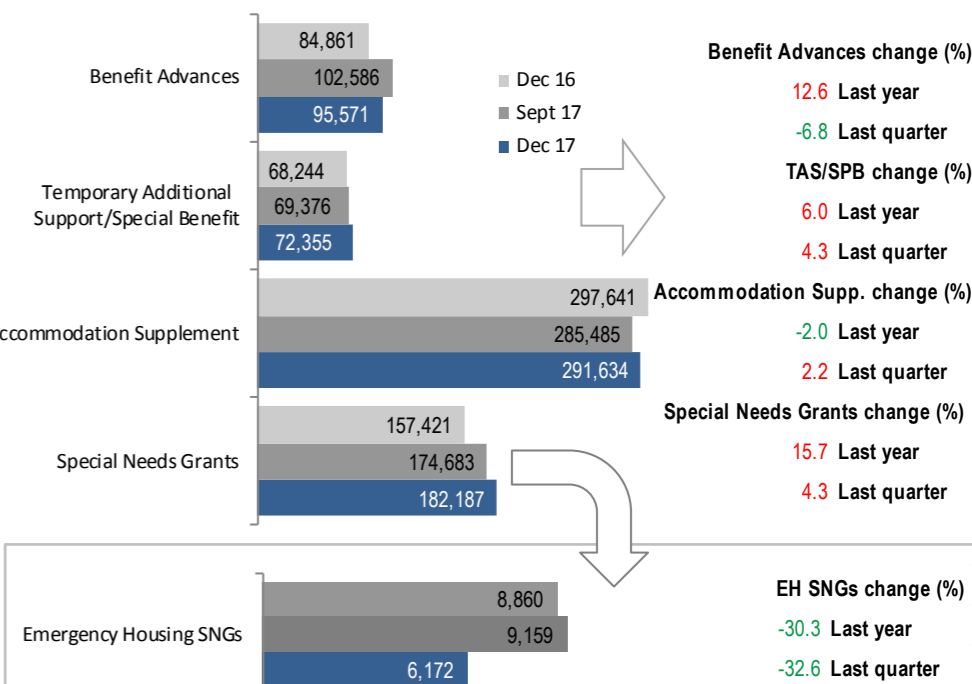 84,861
Benefit Advances
102,586
95,571
Dec 16
Sept 17
Dec 17
Benefit Advances change (%)
12.6 Last year
-6.8 Last quarter
68,244
Temporary Additional
Support/Special Benefit
69,376
72,355
TAS/SPB change (%)
6.0 Last year
4.3 Last quarter
297,641
ccommodation Supplement
285,485
291,634
Accommodation Supp. change (%)
-2.0 Last year
2.2 Last quarter
157,421
Special Needs Grants
174,683
182,187
Special Needs Grants change (%)
15.7 Last year
4.3 Last quarter
8,860
Emergency Housing SNGs
9,159
6,172
EH SNGs change (%)
-30.3 Last year
-32.6 Last quarter